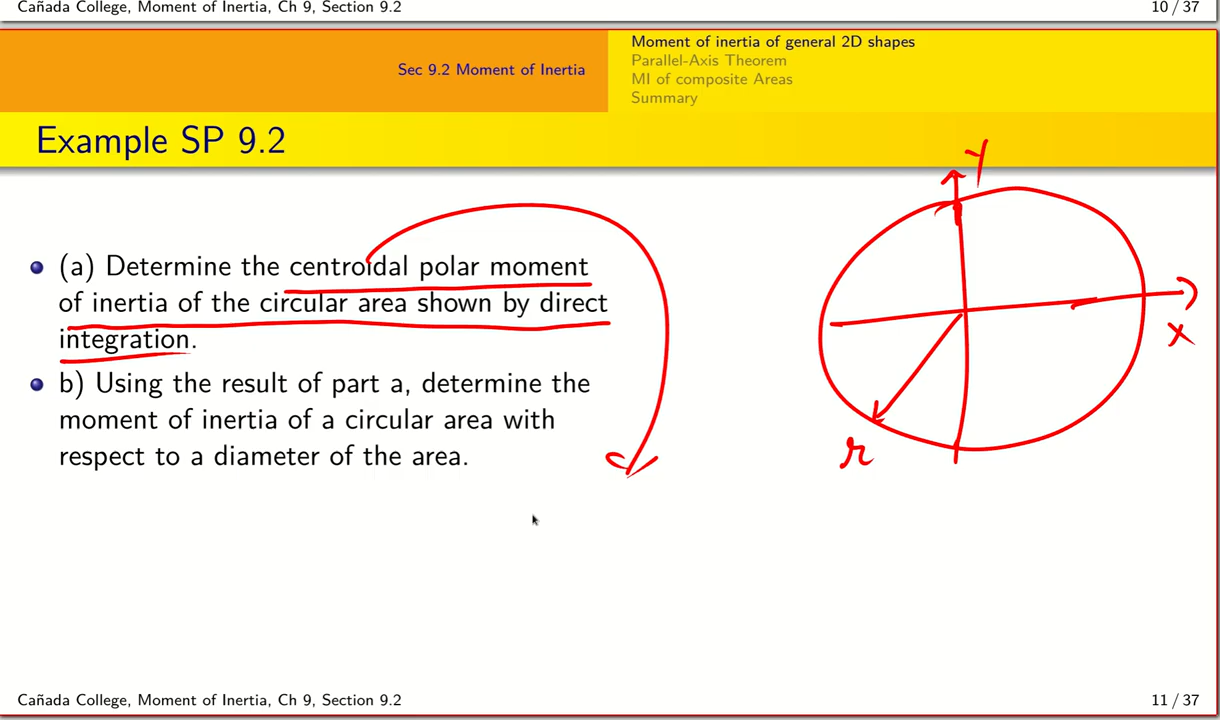 Cañada College, Moment of Inertia, Ch 9, Section 9.2 10 / 37
Sec 9.2 Moment of Inertia
Moment of inertia of general 2D shapes
Parallel-Axis Theorem
MI of composite Areas
Summary
Example SP 9.2
(a) Determine the centroidal polar moment
of inertia of the circular area shown by direct
integration.
b) Using the result of part a, determine the
moment of inertia of a circular area with
respect to a diameter of the area.
y
x
r
Cañada College, Moment of Inertia, Ch 9, Section 9.2 11 / 37